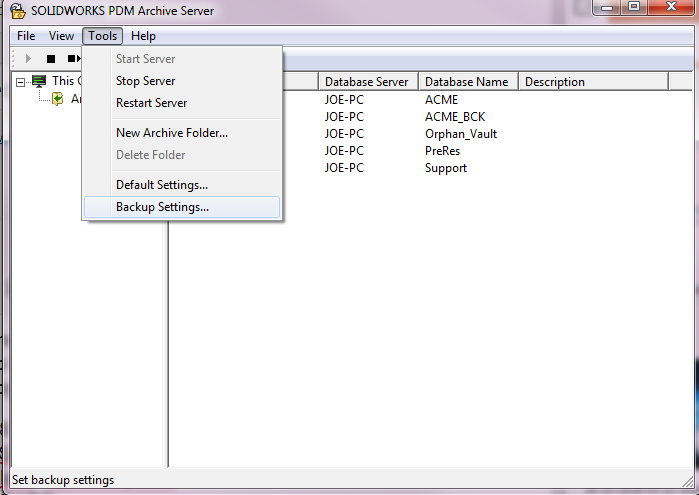 SOLIDWORKS PDM Archive Server
File View Tools Help
Start Server
Stop Server
Restart Server
New Archive Folder...
Delete Folder
Default Settings...
Backup Settings...
This
Database Server Database Name Description
JOE-PC ACME
JOE-PC ACME_BCK
JOE-PC Orphan_Vault
JOE-PC PreRes
JOE-PC Support
Set backup settings